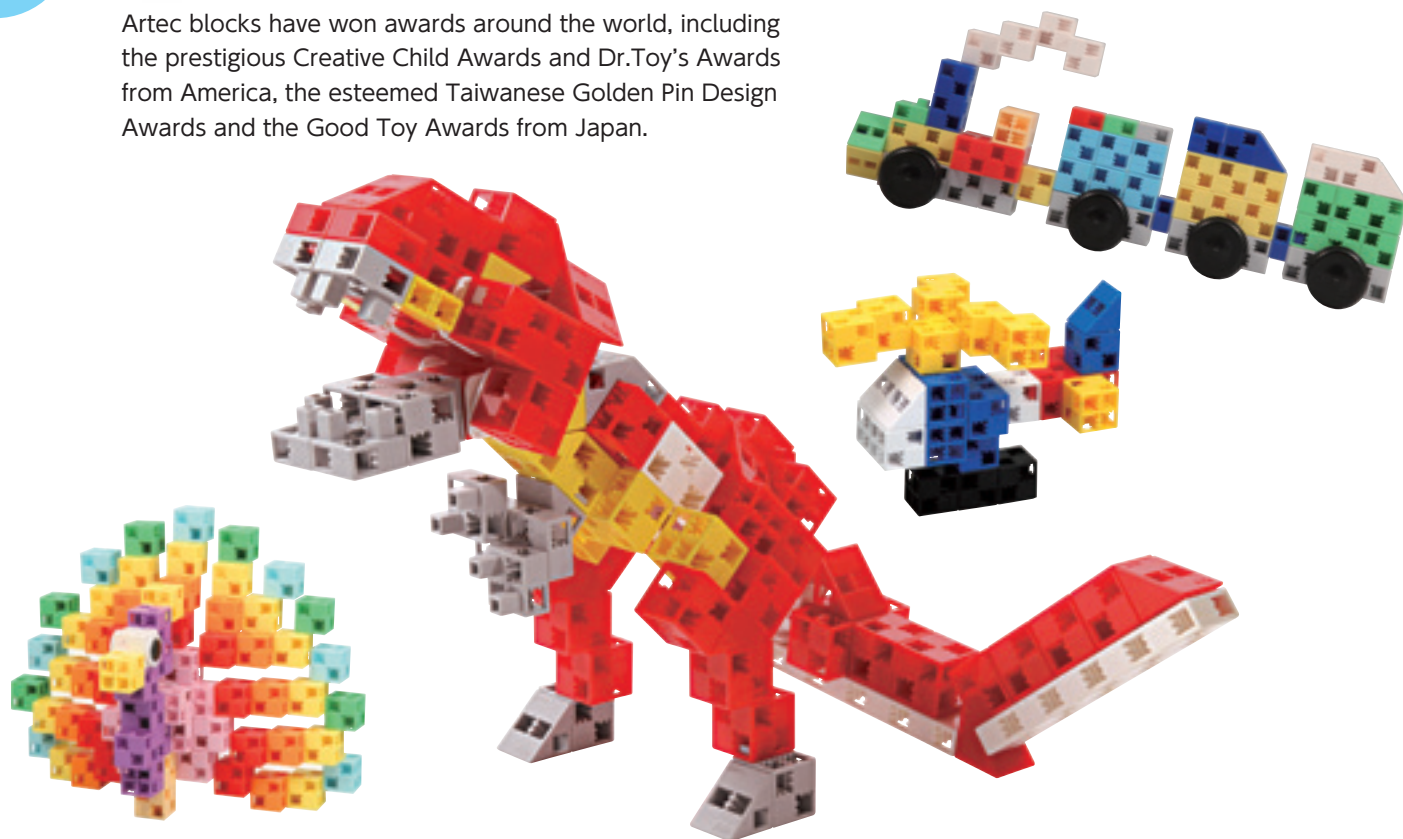 Artec blocks have won awards around the world, including
the prestigious Creative Child Awards and Dr.Toy's Awards
from America, the esteemed Taiwanese Golden Pin Design
Awards and the Good Toy Awards from Japan.